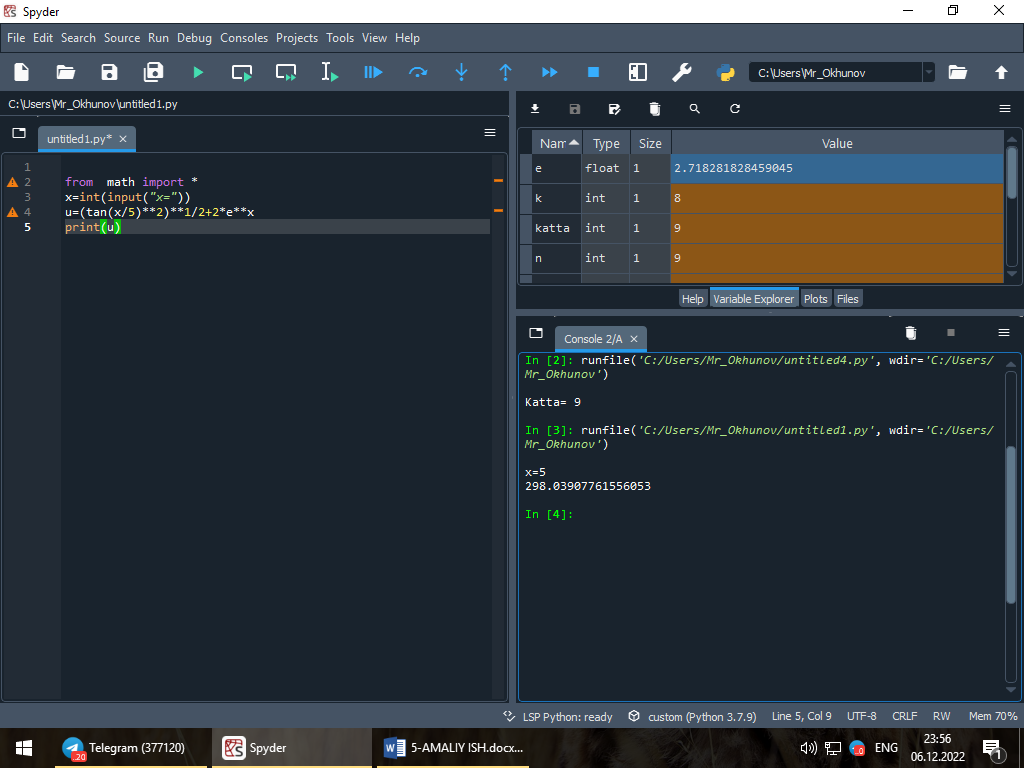 Spyder
File Edit Search Source Run Debug Consoles Projects Tools View Help
C:\Users\Mr_Okhunov
C:\Users\Mr_Okhunov\untitled1.py
untitled1.py*
1
2 from  math import *
3 x=int(input("x="))
4 u=(tan(x/5)**2)**1/2+2*e**x
5 print(u)
Nam Type Size Value
e float 1 2.718281828459045
k int 1 8
katta int 1 9
n int 1 9
Help Variable Explorer Plots Files
Console 2/A
In [2]: runfile('C:/Users/Mr_Okhunov/untitled4.py', wdir='C:/Users/
Mr_Okhunov')
Katta= 9
In [3]: runfile('C:/Users/Mr_Okhunov/untitled1.py', wdir='C:/Users/
Mr_Okhunov')
x=5
298.03907761556053
In [4]:
LSP Python: ready custom (Python 3.7.9) Line 5, Col 9 UTF-8 CRLF RW Mem 70%
Telegram (377120) Spyder 5-AMALIY ISH.docx... ENG 23:56
..20 ..0 06.12.2022 1